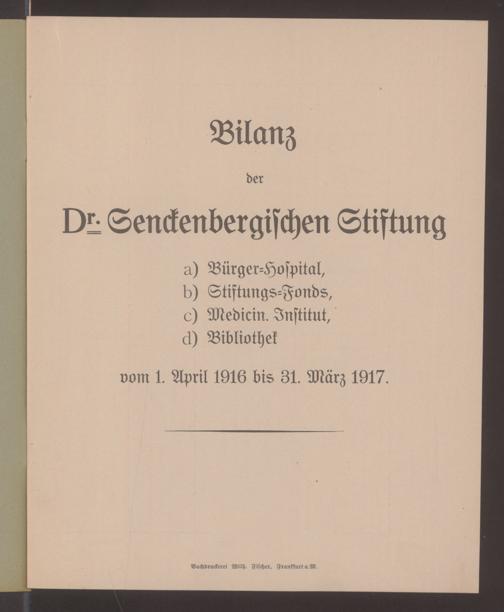 Bilanz
der
Dr. Senckenbergischen Stiftung
a) Bürger-Hospital,
b) Stiftungs-Fonds,
c) Medicin. Institut,
d) Bibliothek
vom 1. April 1916 bis 31. März 1917.
Buchdruckerei Wilh. Fischer, Frankfurt a. M.